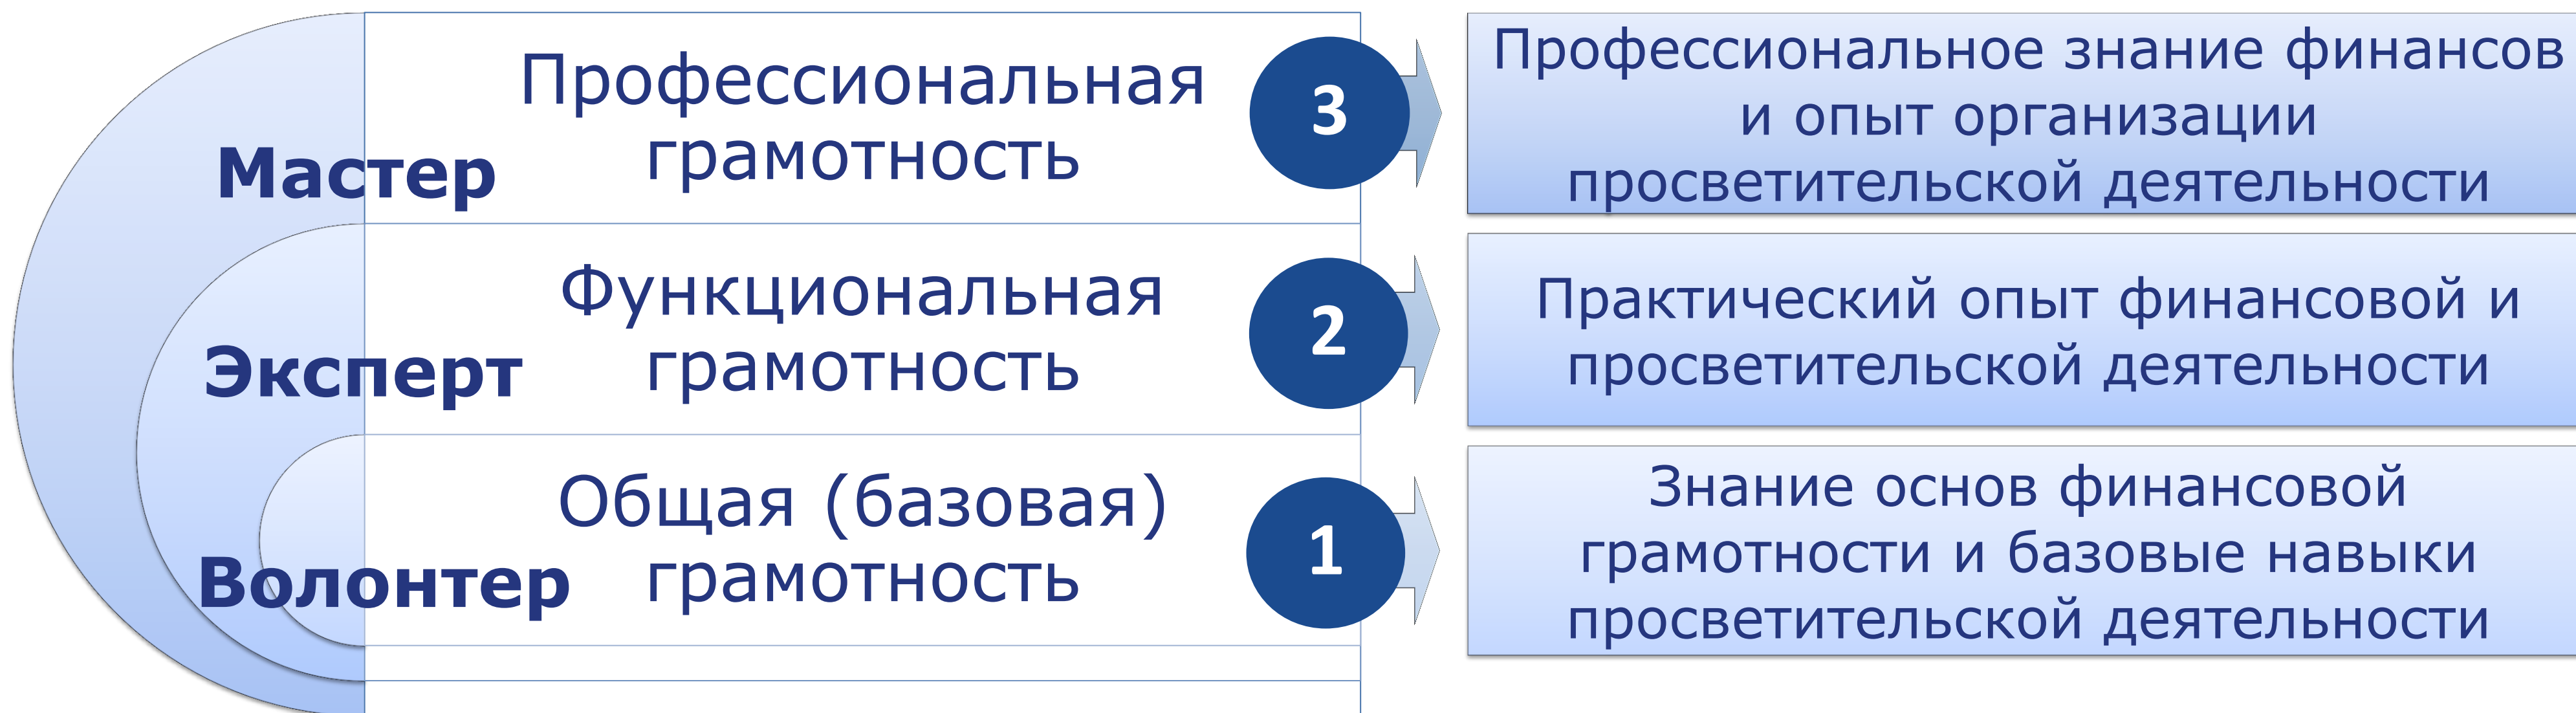 Мастер
Профессиональная
грамотность
3
Профессиональное знание финансов
и опыт организации
просветительской деятельности
Эксперт
Функциональная
грамотность
2
Практический опыт финансовой и
просветительской деятельности
Волонтер
Общая (базовая)
грамотность
1
Знание основ финансовой
грамотности и базовые навыки
просветительской деятельности